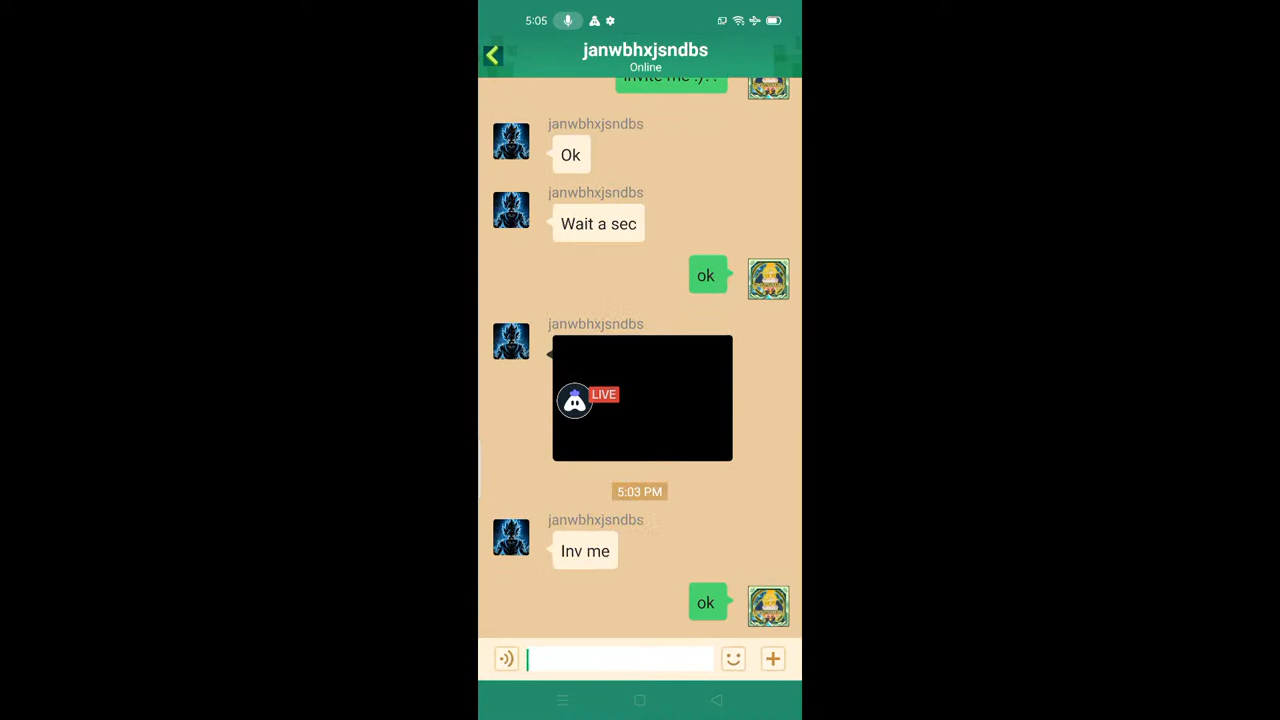 5:05
janwbhxjsndbs
Online
janwbhxjsndbs
Ok
janwbhxjsndbs
Wait a sec
ok
janwbhxjsndbs
LIVE
5:03 PM
janwbhxjsndbs
Inv me
ok